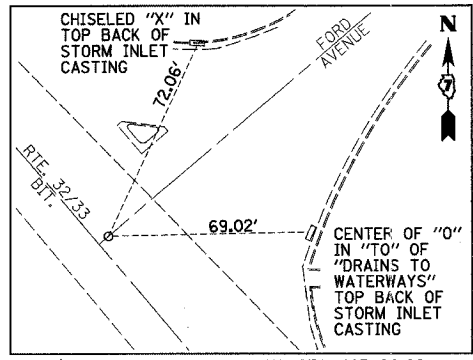 CHISELED "X" IN
TOP BACK OF
STORM INLET
CASTING
FORD
AVENUE
N
7
72.06'
RTE. 32/33
BIT.
69.02'
CENTER OF "O"
IN "TO" OF
"DRAINS TO
WATERWAYS"
TOP BACK OF
STORM INLET
CASTING